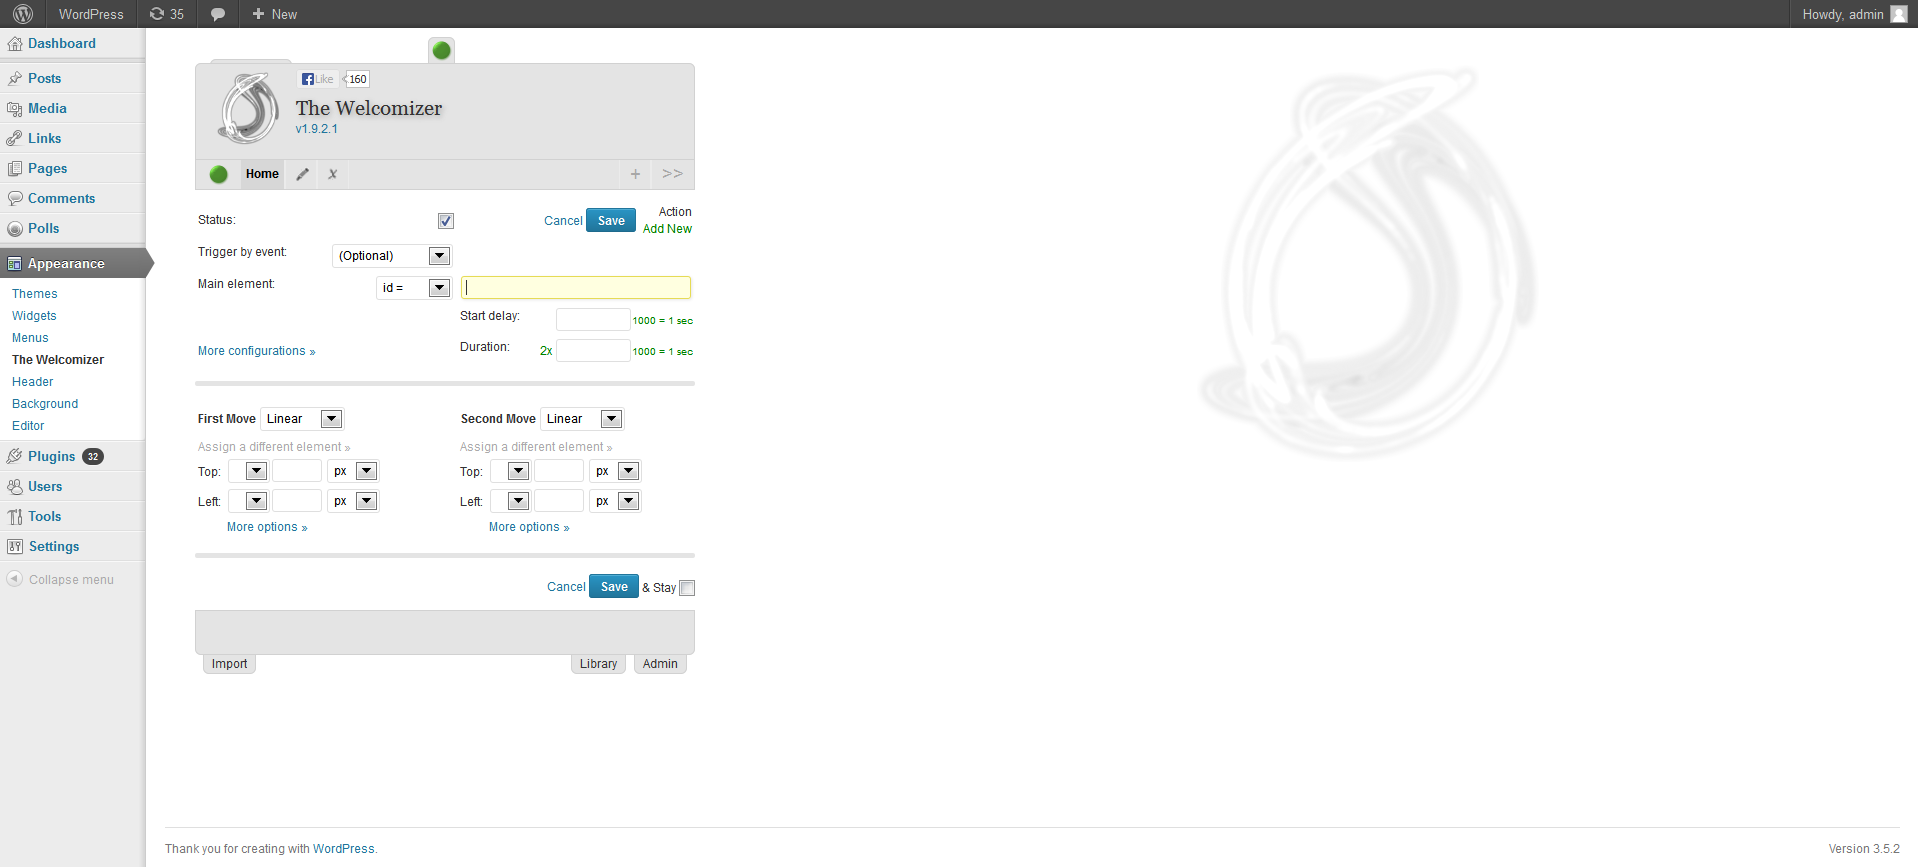 WordPress 35 New Howdy, admin
Dashboard
Posts
Media
Links
Pages
Comments
Polls
Appearance
Themes
Widgets
Menus
The Welcomizer
Header
Background
Editor
Plugins 32
Users
Tools
Settings
Collapse menu
Like 160
The Welcomizer
v1.9.2.1
Home x + >>
Status: Cancel Save Action
Add New
Trigger by event: (Optional)
Main element: id =
Start delay: 1000 = 1 sec
More configurations » Duration: 2x 1000 = 1 sec
First Move Linear Second Move Linear
Assign a different element » Assign a different element »
Top: px Top: px
Left: px Left: px
More options » More options »
Cancel Save & Stay
Import Library Admin
Thank you for creating with WordPress. Version 3.5.2